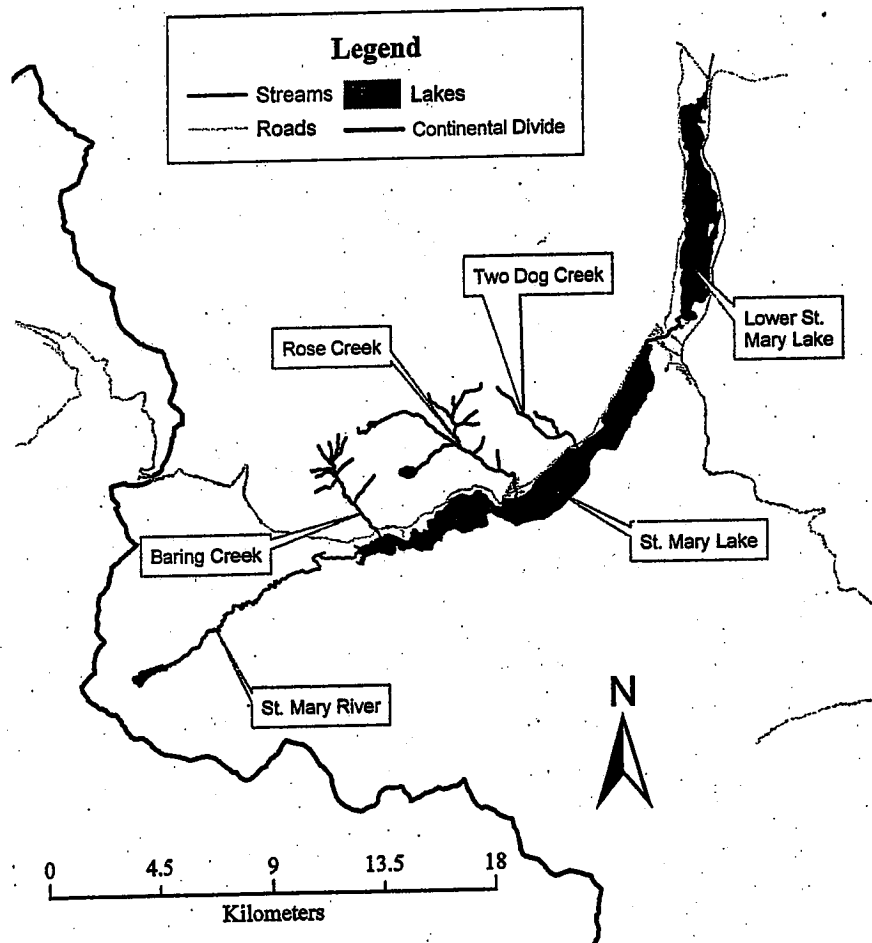 Legend
Streams Lakes
Roads Continental Divide
Two Dog Creek
Lower St.
Mary Lake
Rose Creek
Baring Creek
St. Mary Lake
St. Mary River
N
0 4.5 9 13.5 18
Kilometers